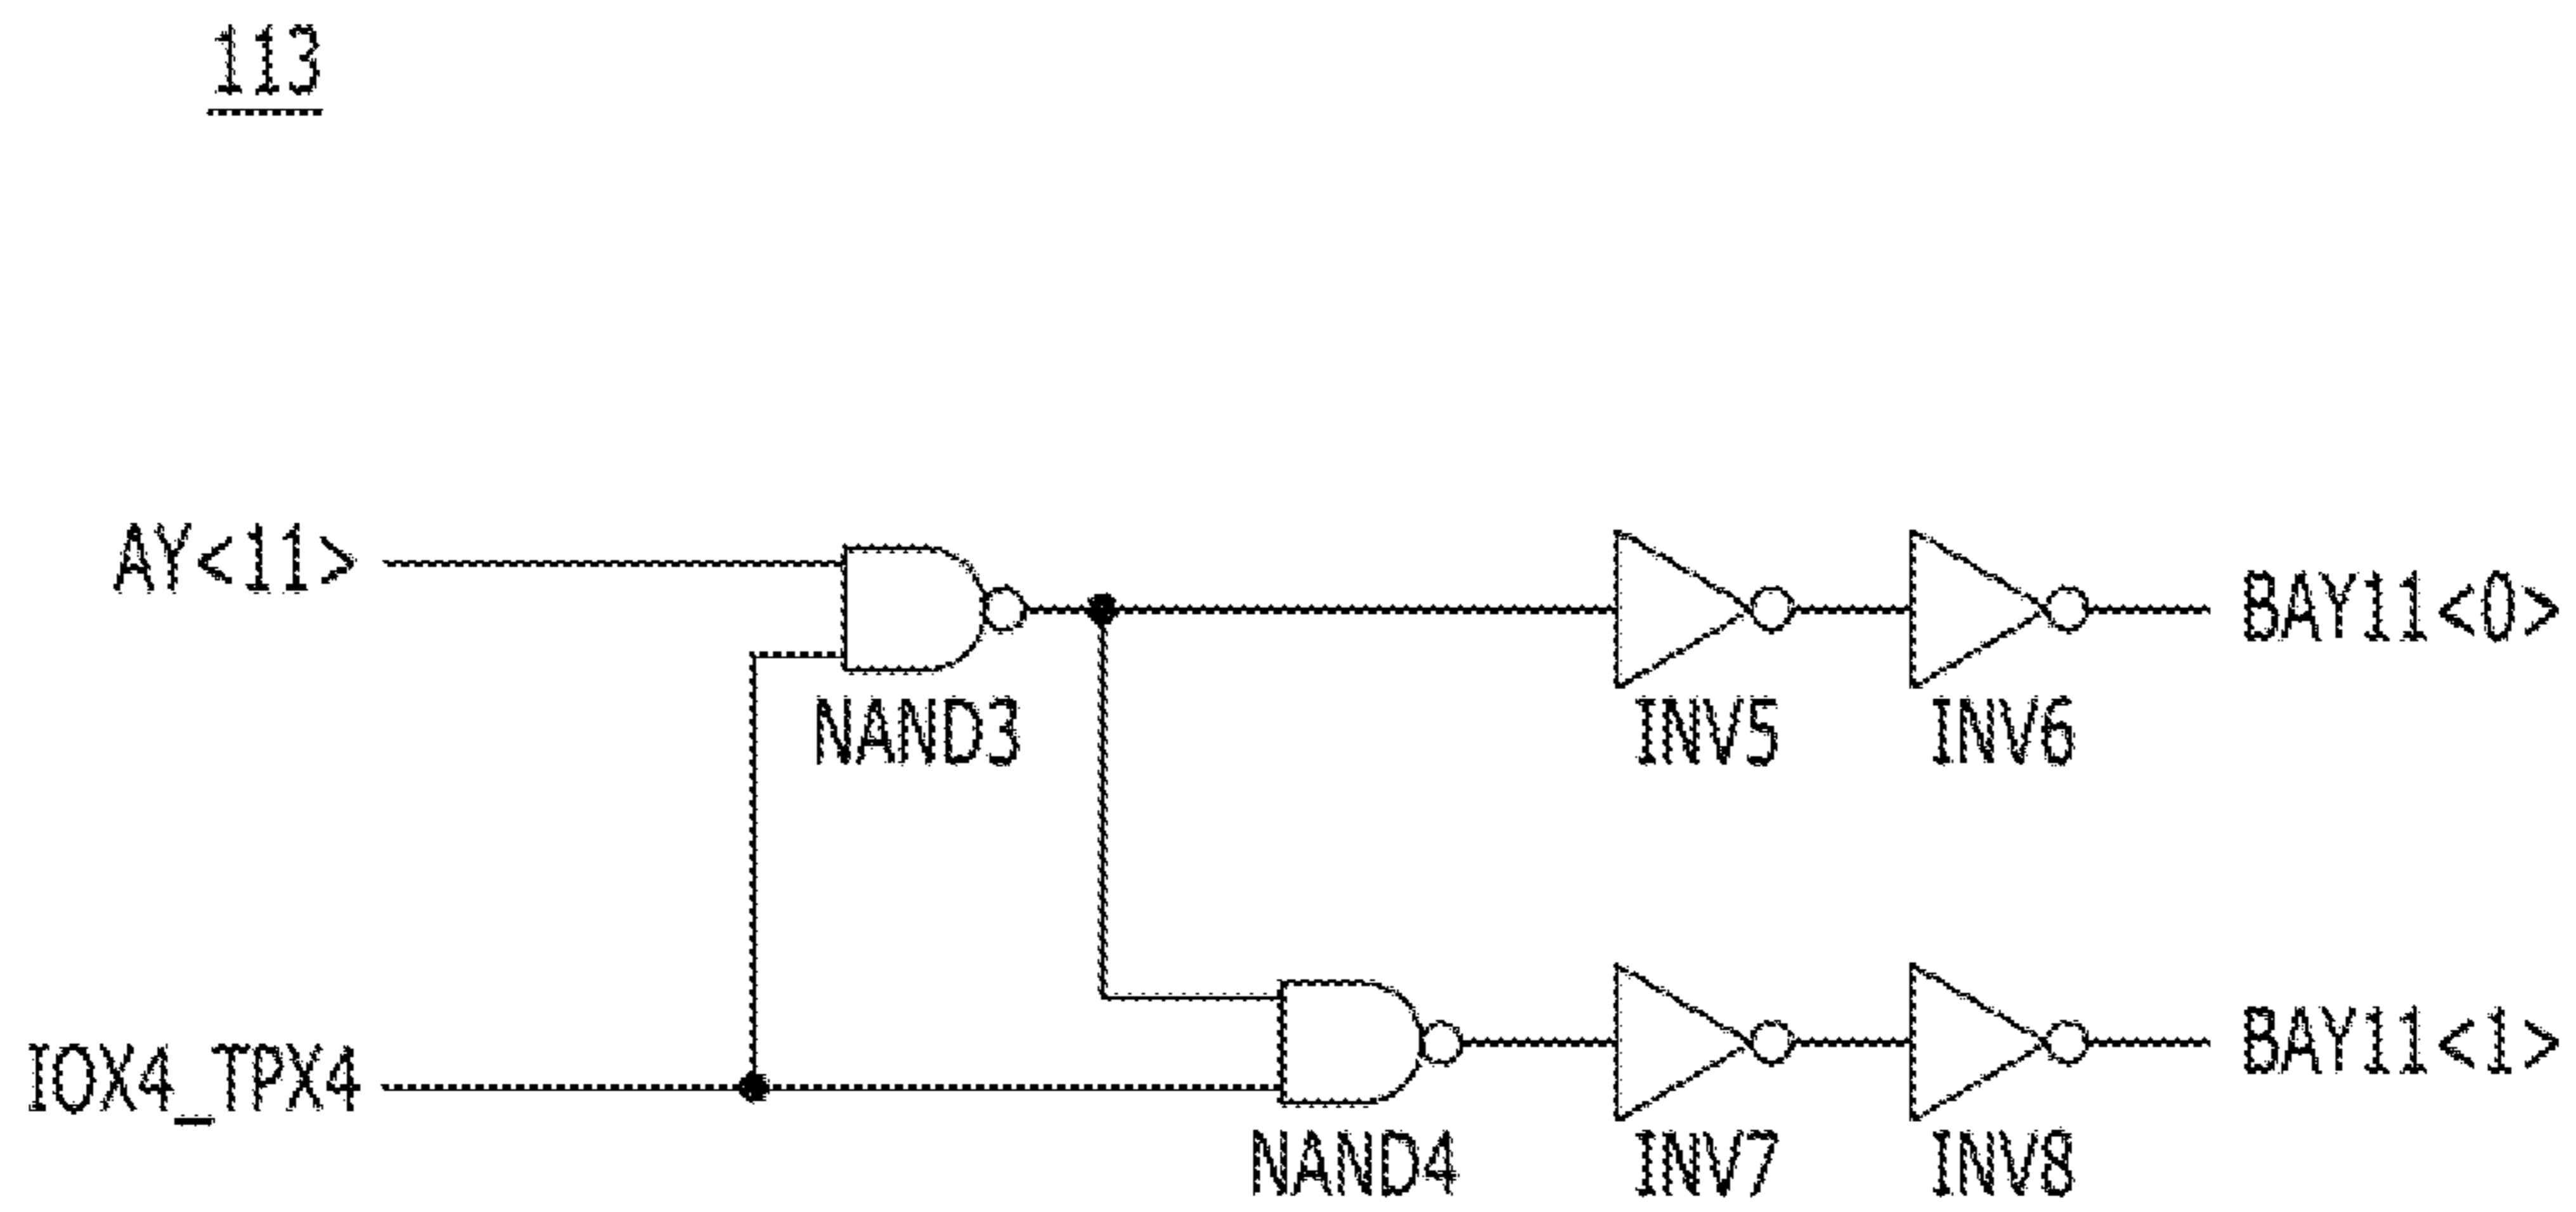 113
AY<11>
BAY11<0>
NAND3
INV5
INV6
IOX4_TPX4
BAY11<1>
NAND4
INV7
INV8